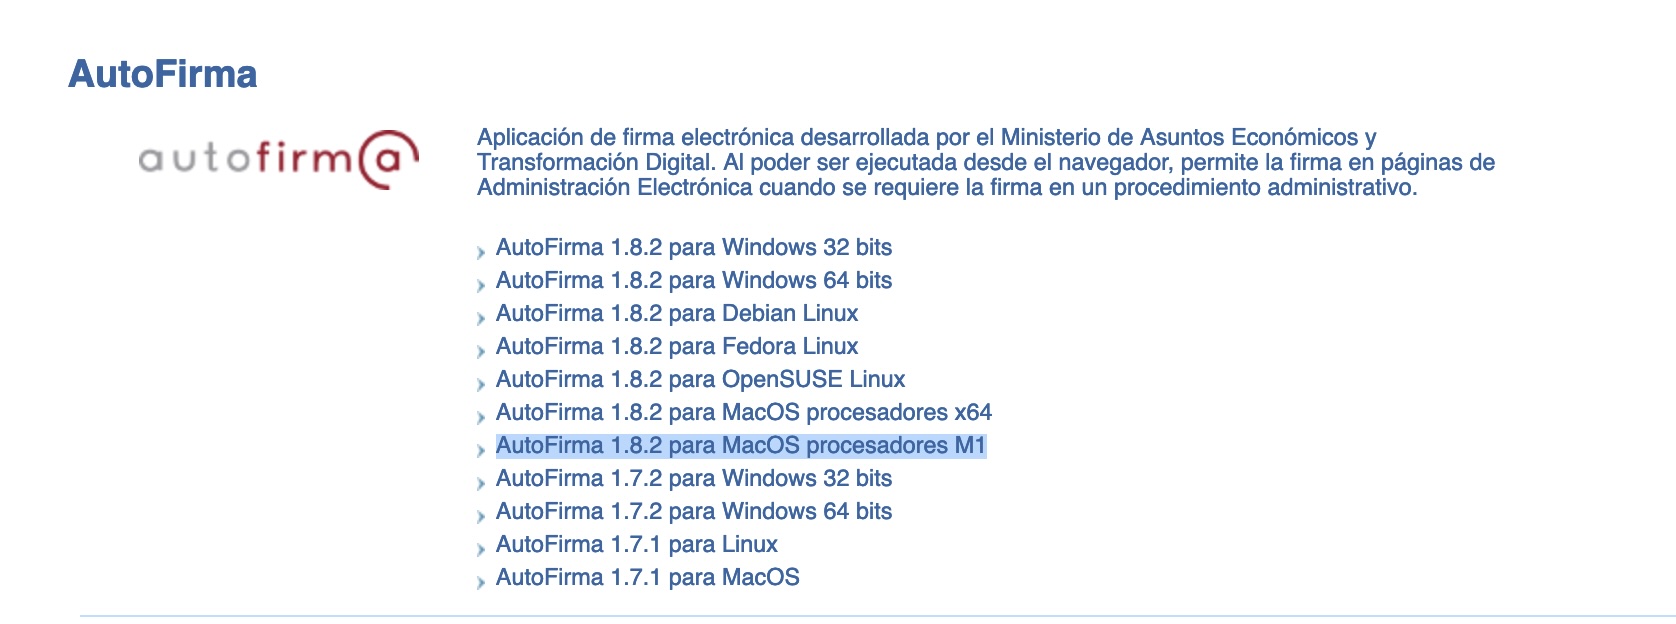 AutoFirma
autofirm@
Aplicación de firma electrónica desarrollada por el Ministerio de Asuntos Económicos y
Transformación Digital. Al poder ser ejecutada desde el navegador, permite la firma en páginas de
Administración Electrónica cuando se requiere la firma en un procedimiento administrativo.
AutoFirma 1.8.2 para Windows 32 bits
AutoFirma 1.8.2 para Windows 64 bits
AutoFirma 1.8.2 para Debian Linux
AutoFirma 1.8.2 para Fedora Linux
AutoFirma 1.8.2 para OpenSUSE Linux
AutoFirma 1.8.2 para MacOS procesadores x64
AutoFirma 1.8.2 para MacOS procesadores M1
AutoFirma 1.7.2 para Windows 32 bits
AutoFirma 1.7.2 para Windows 64 bits
AutoFirma 1.7.1 para Linux
AutoFirma 1.7.1 para MacOS